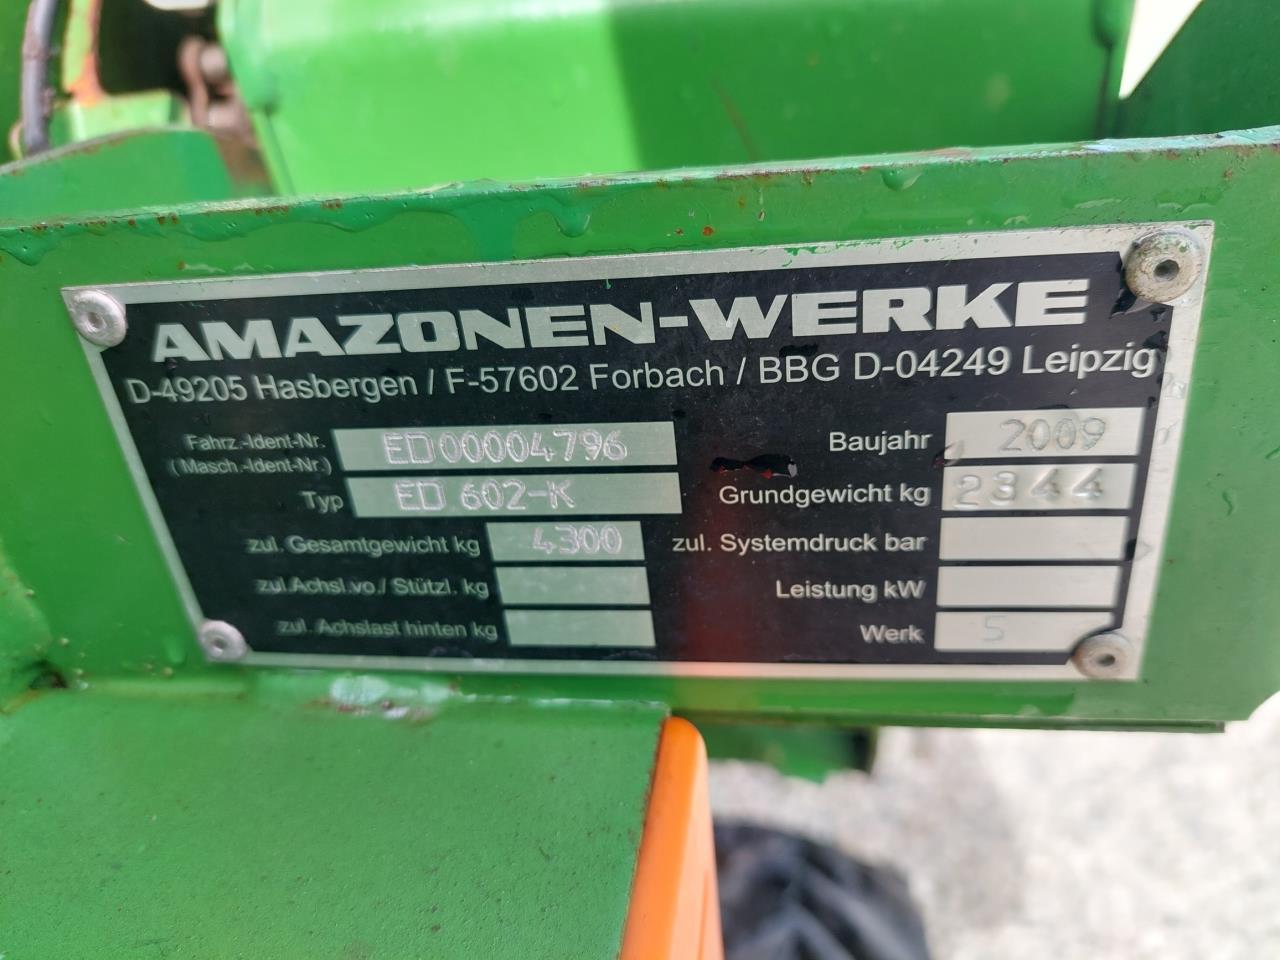 AMAZONEN-WERKE
D-49205 Hasbergen / F-57602 Forbach / BBG D-04249 Leipzig
Fahrz.-Ident-Nr. ED00004796 Baujahr 2009
(Masch.-Ident-Nr.)
Typ ED 602-K Grundgewicht kg 2344
zul. Gesamtgewicht kg 4300 zul. Systemdruck bar
zul.Achsl.vo./ Stützl. kg Leistung kW
zul. Achslast hinten kg Werk 5